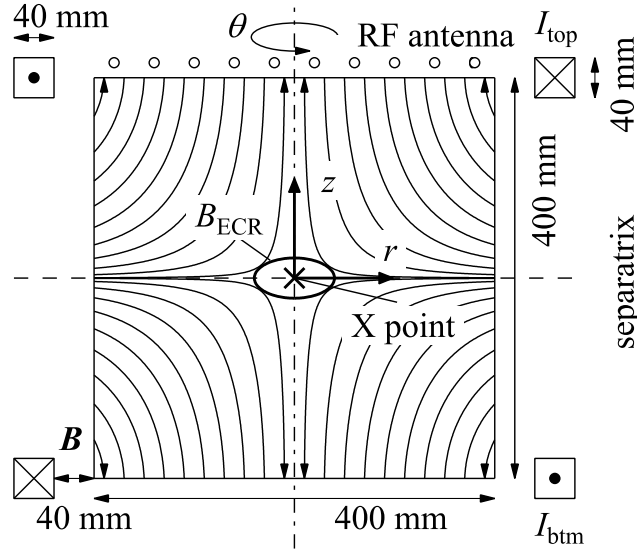 40 mm
θ
RF antenna
I_top
40 mm
z
B_ECR
r
400 mm
separatrix
X point
B
I_btm
40 mm
400 mm